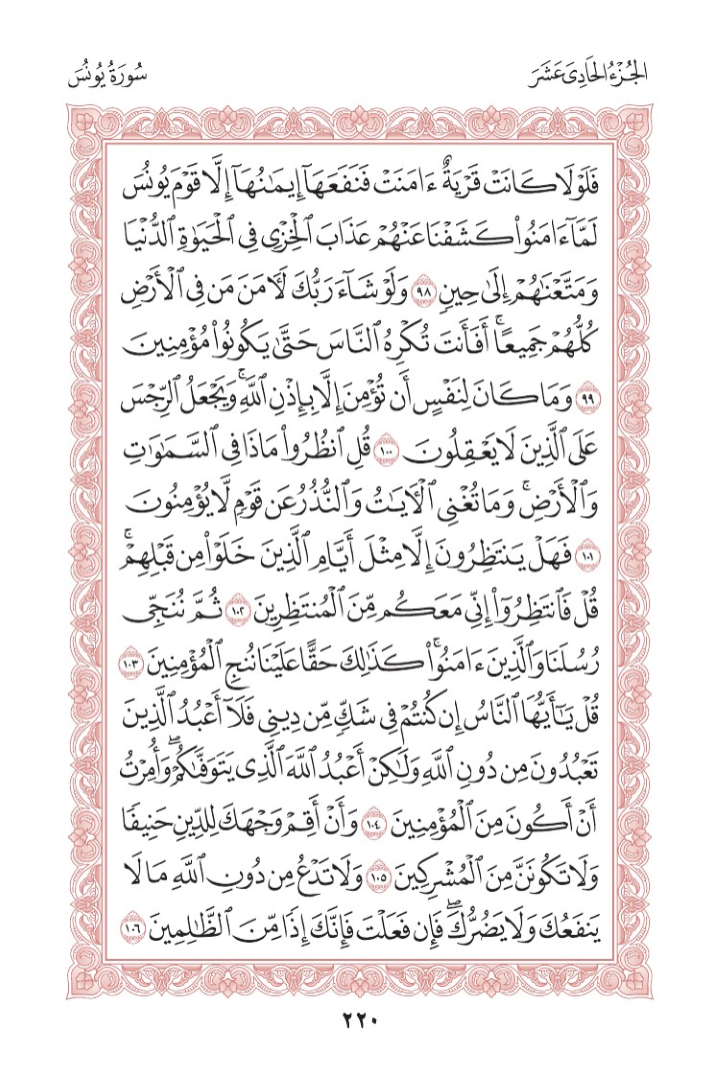 الجُزْءُ الحَادِى عَشَرَ
سُورَةُ يُونُسَ
فَلَوْلَا كَانَتْ قَرْيَةٌ ءَامَنَتْ فَنَفَعَهَآ إِيمَٰنُهَآ إِلَّا قَوْمَ يُونُسَ
لَمَّآ ءَامَنُوا۟ كَشَفْنَا عَنْهُمْ عَذَابَ ٱلْخِزْىِ فِى ٱلْحَيَوٰةِ ٱلدُّنْيَا
وَمَتَّعْنَٰهُمْ إِلَىٰ حِينٍ ٩٨ وَلَوْ شَآءَ رَبُّكَ لَـَٔامَنَ مَن فِى ٱلْأَرْضِ
كُلُّهُمْ جَمِيعًا ۚ أَفَأَنتَ تُكْرِهُ ٱلنَّاسَ حَتَّىٰ يَكُونُوا۟ مُؤْمِنِينَ
٩٩ وَمَا كَانَ لِنَفْسٍ أَن تُؤْمِنَ إِلَّا بِإِذْنِ ٱللَّهِ ۚ وَيَجْعَلُ ٱلرِّجْسَ
عَلَى ٱلَّذِينَ لَا يَعْقِلُونَ ١٠٠ قُلِ ٱنظُرُوا۟ مَاذَا فِى ٱلسَّمَٰوَٰتِ
وَٱلْأَرْضِ ۚ وَمَا تُغْنِى ٱلْـَٔايَٰتُ وَٱلنُّذُرُ عَن قَوْمٍ لَّا يُؤْمِنُونَ
١٠١ فَهَلْ يَنتَظِرُونَ إِلَّا مِثْلَ أَيَّامِ ٱلَّذِينَ خَلَوْا۟ مِن قَبْلِهِمْ ۚ
قُلْ فَٱنتَظِرُوٓا۟ إِنِّى مَعَكُم مِّنَ ٱلْمُنتَظِرِينَ ١٠٢ ثُمَّ نُنَجِّى
رُسُلَنَا وَٱلَّذِينَ ءَامَنُوا۟ ۚ كَذَٰلِكَ حَقًّا عَلَيْنَا نُنجِ ٱلْمُؤْمِنِينَ ١٠٣
قُلْ يَٰٓأَيُّهَا ٱلنَّاسُ إِن كُنتُمْ فِى شَكٍّ مِّن دِينِى فَلَآ أَعْبُدُ ٱلَّذِينَ
تَعْبُدُونَ مِن دُونِ ٱللَّهِ وَلَٰكِنْ أَعْبُدُ ٱللَّهَ ٱلَّذِى يَتَوَفَّىٰكُمْ ۖ وَأُمِرْتُ
أَنْ أَكُونَ مِنَ ٱلْمُؤْمِنِينَ ١٠٤ وَأَنْ أَقِمْ وَجْهَكَ لِلدِّينِ حَنِيفًا
وَلَا تَكُونَنَّ مِنَ ٱلْمُشْرِكِينَ ١٠٥ وَلَا تَدْعُ مِن دُونِ ٱللَّهِ مَا لَا
يَنفَعُكَ وَلَا يَضُرُّكَ ۖ فَإِن فَعَلْتَ فَإِنَّكَ إِذًا مِّنَ ٱلظَّٰلِمِينَ ١٠٦
٢٢٠